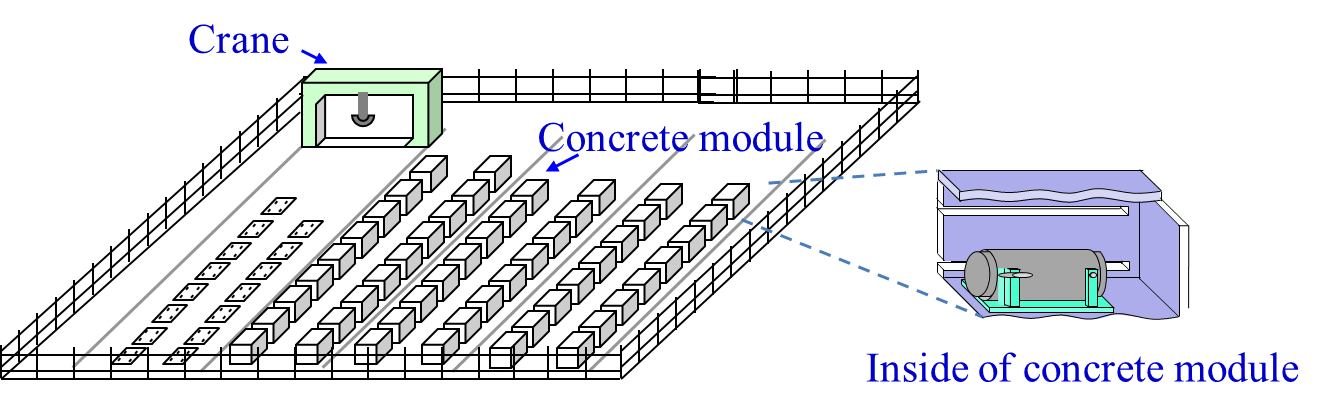 Crane
Concrete module
Inside of concrete module